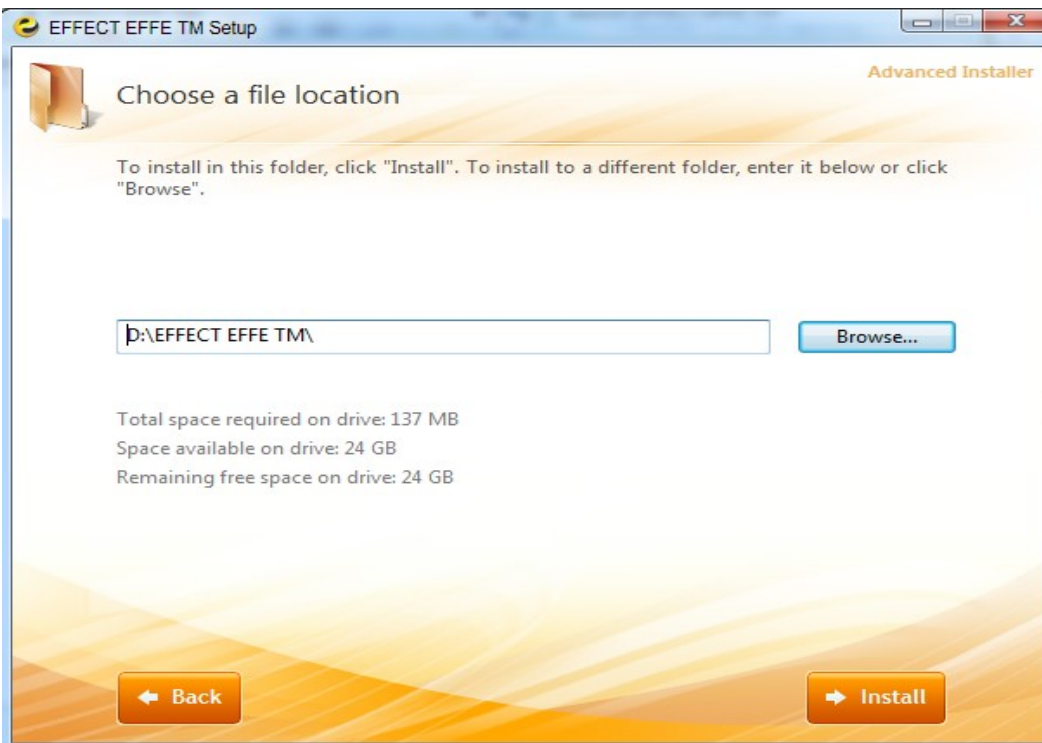 EFFECT EFFE TM Setup
Advanced Installer
Choose a file location
To install in this folder, click "Install". To install to a different folder, enter it below or click
"Browse".
D:\EFFECT EFFE TM\
Browse...
Total space required on drive: 137 MB
Space available on drive: 24 GB
Remaining free space on drive: 24 GB
Back
Install